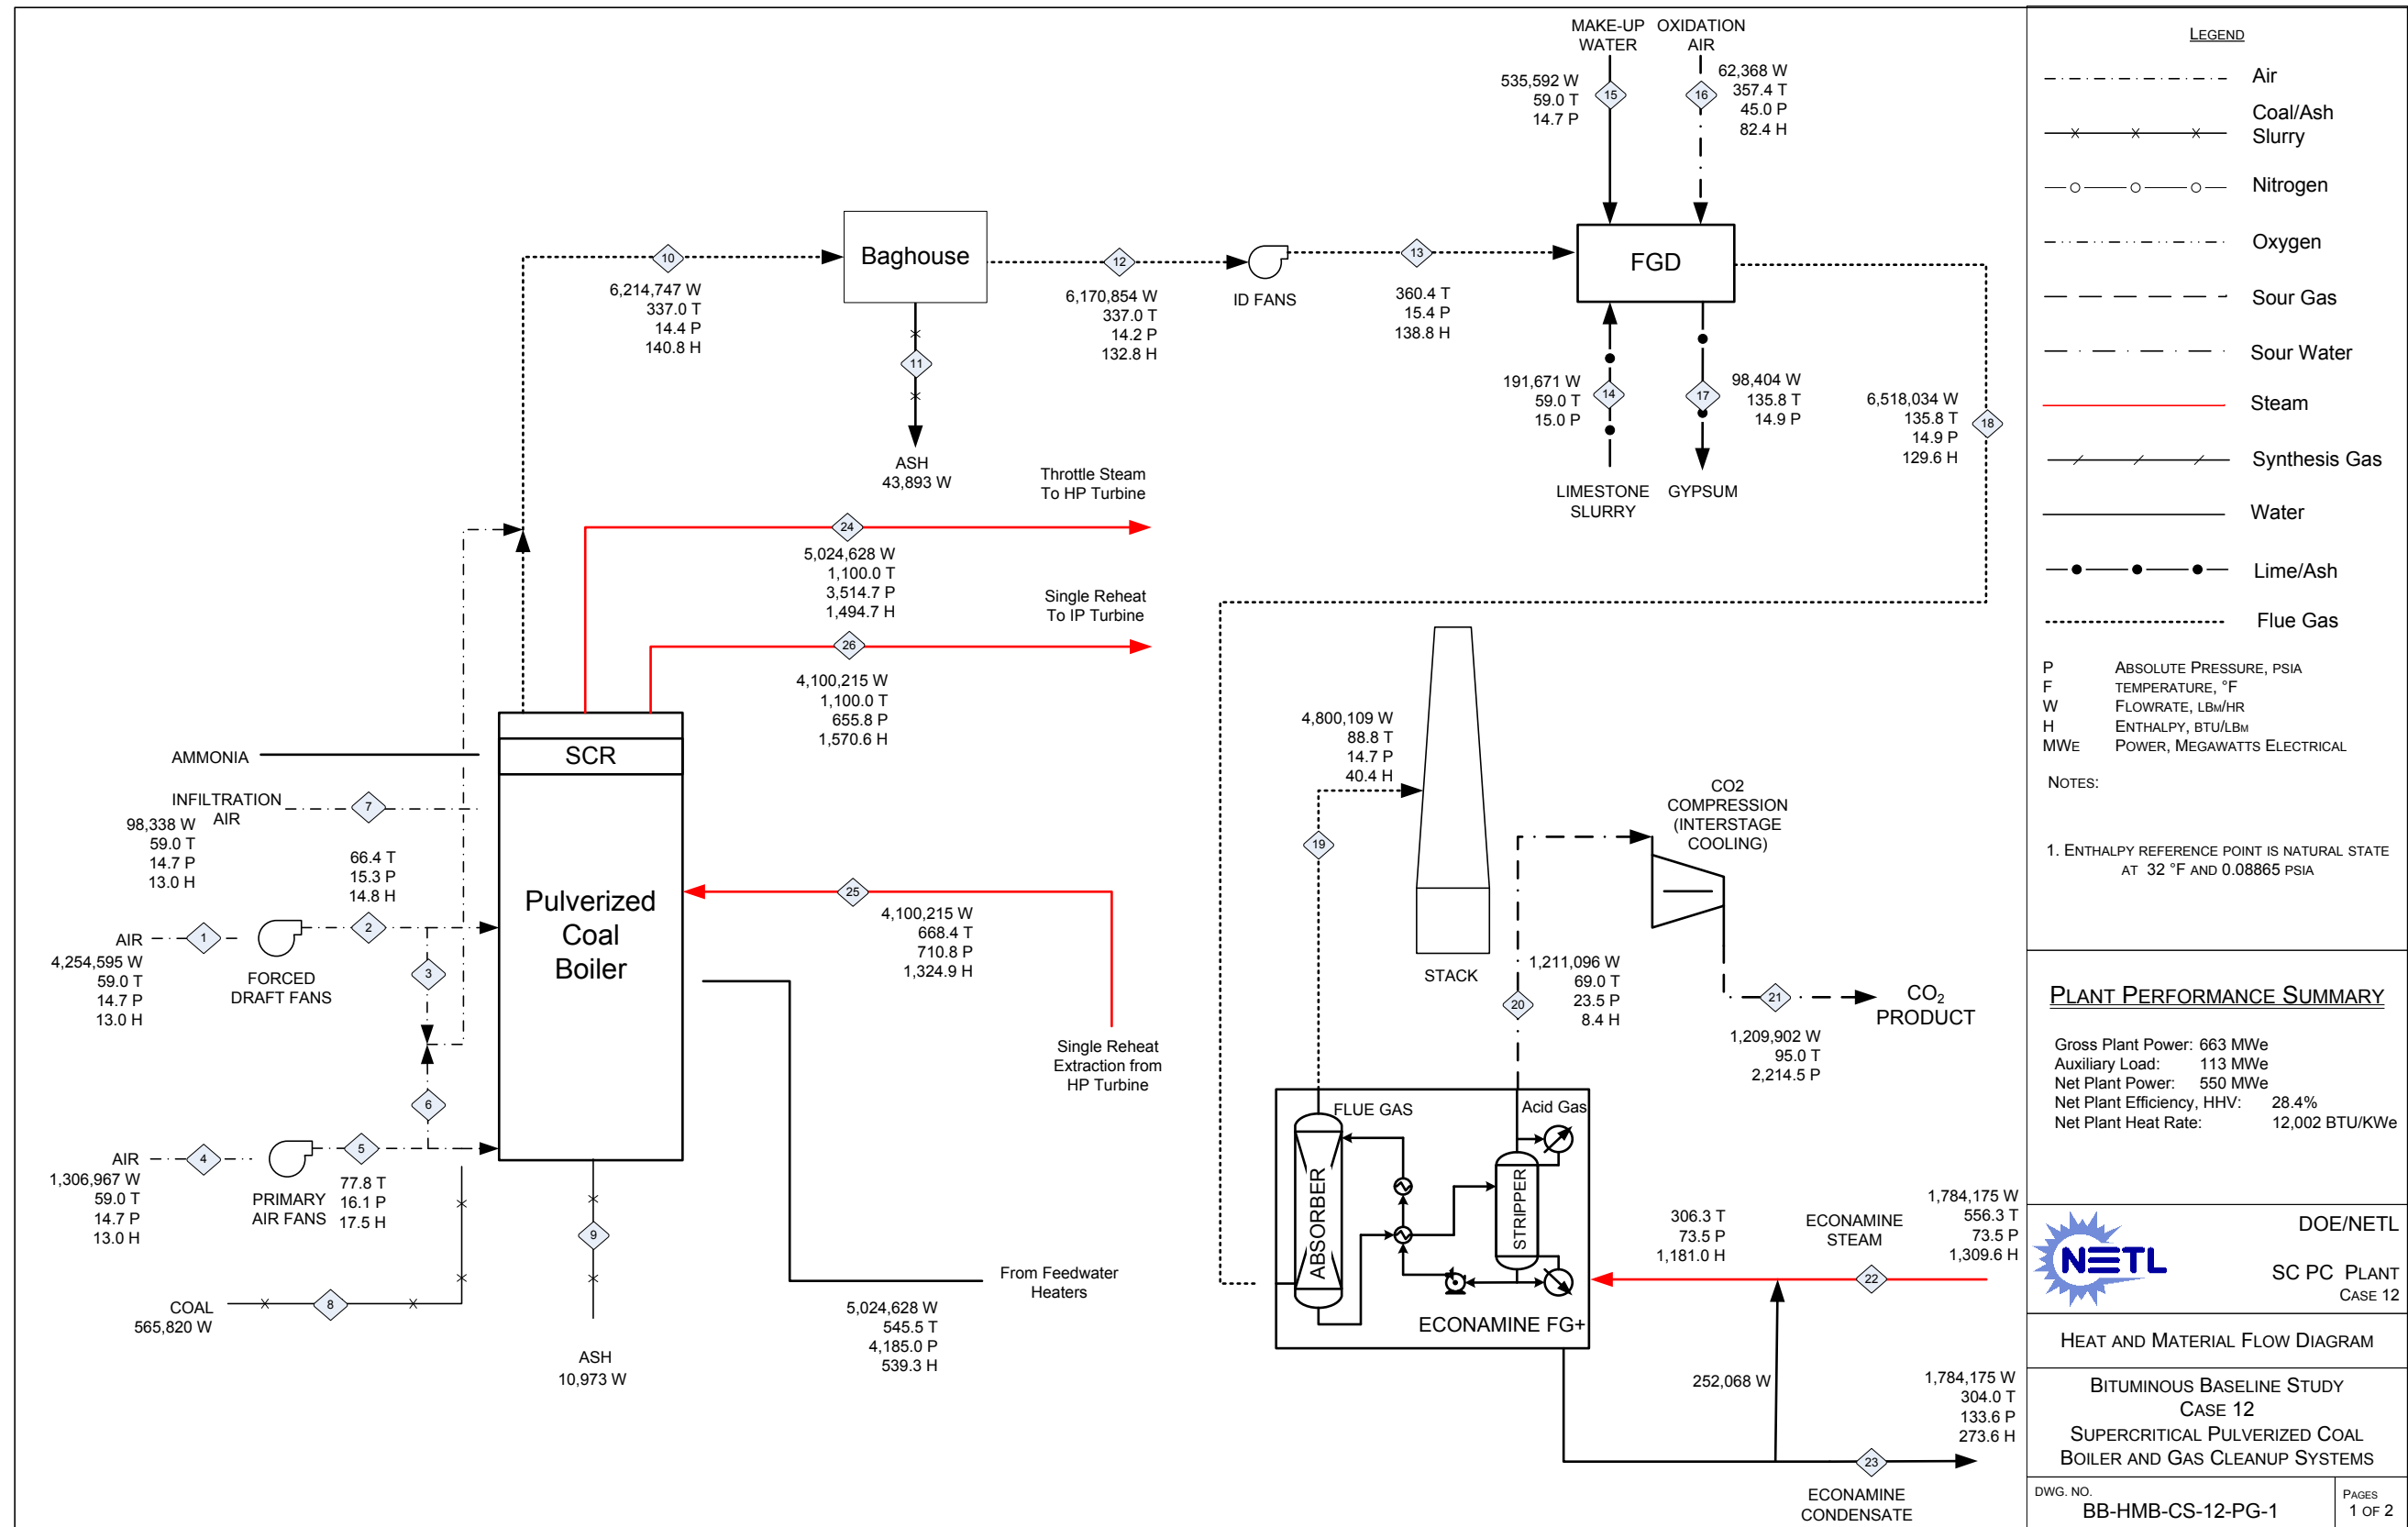 MAKE-UP
WATER
OXIDATION
AIR
535,592 W
59.0 T
14.7 P
15
16
62,368 W
357.4 T
45.0 P
82.4 H
10
6,214,747 W
337.0 T
14.4 P
140.8 H
Baghouse
12
6,170,854 W
337.0 T
14.2 P
132.8 H
ID FANS
13
360.4 T
15.4 P
138.8 H
FGD
11
ASH
43,893 W
191,671 W
59.0 T
15.0 P
14
17
98,404 W
135.8 T
14.9 P
LIMESTONE
SLURRY
GYPSUM
6,518,034 W
135.8 T
14.9 P
129.6 H
18
Throttle Steam
To HP Turbine
24
5,024,628 W
1,100.0 T
3,514.7 P
1,494.7 H
Single Reheat
To IP Turbine
26
4,100,215 W
1,100.0 T
655.8 P
1,570.6 H
AMMONIA
SCR
INFILTRATION
AIR
7
98,338 W
59.0 T
14.7 P
13.0 H
66.4 T
15.3 P
14.8 H
Pulverized
Coal
Boiler
AIR
1
2
4,254,595 W
59.0 T
14.7 P
13.0 H
FORCED
DRAFT FANS
3
6
AIR
4
5
1,306,967 W
59.0 T
14.7 P
13.0 H
PRIMARY
AIR FANS
77.8 T
16.1 P
17.5 H
COAL
565,820 W
8
9
ASH
10,973 W
25
4,100,215 W
668.4 T
710.8 P
1,324.9 H
Single Reheat
Extraction from
HP Turbine
From Feedwater
Heaters
5,024,628 W
545.5 T
4,185.0 P
539.3 H
4,800,109 W
88.8 T
14.7 P
40.4 H
19
STACK
CO2
COMPRESSION
(INTERSTAGE
COOLING)
1,211,096 W
69.0 T
23.5 P
8.4 H
20
21
CO2
PRODUCT
1,209,902 W
95.0 T
2,214.5 P
FLUE GAS
Acid Gas
ABSORBER
STRIPPER
ECONAMINE FG+
306.3 T
73.5 P
1,181.0 H
ECONAMINE
STEAM
1,784,175 W
556.3 T
73.5 P
1,309.6 H
22
252,068 W
1,784,175 W
304.0 T
133.6 P
273.6 H
23
ECONAMINE
CONDENSATE
LEGEND
Air
Coal/Ash
Slurry
Nitrogen
Oxygen
Sour Gas
Sour Water
Steam
Synthesis Gas
Water
Lime/Ash
Flue Gas
P ABSOLUTE PRESSURE, PSIA
F TEMPERATURE, °F
W FLOWRATE, LBM/HR
H ENTHALPY, BTU/LBM
MWE POWER, MEGAWATTS ELECTRICAL
NOTES:
1. ENTHALPY REFERENCE POINT IS NATURAL STATE
AT 32 °F AND 0.08865 PSIA
PLANT PERFORMANCE SUMMARY
Gross Plant Power: 663 MWe
Auxiliary Load: 113 MWe
Net Plant Power: 550 MWe
Net Plant Efficiency, HHV: 28.4%
Net Plant Heat Rate: 12,002 BTU/KWe
NETL
DOE/NETL
SC PC PLANT
CASE 12
HEAT AND MATERIAL FLOW DIAGRAM
BITUMINOUS BASELINE STUDY
CASE 12
SUPERCRITICAL PULVERIZED COAL
BOILER AND GAS CLEANUP SYSTEMS
DWG. NO.
BB-HMB-CS-12-PG-1
PAGES
1 OF 2